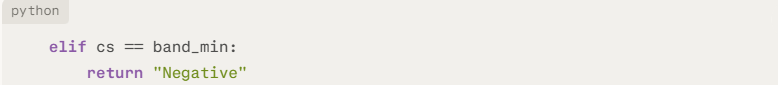 python
elif cs == band_min:
return "Negative"